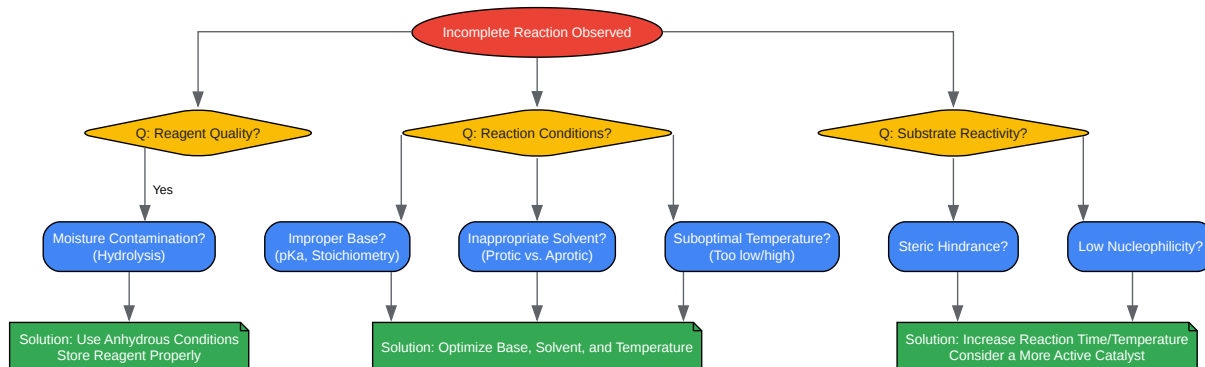 Incomplete Reaction Observed
Q: Reagent Quality?
Q: Reaction Conditions?
Q: Substrate Reactivity?
Yes
Moisture Contamination?
(Hydrolysis)
Improper Base?
(pKa, Stoichiometry)
Inappropriate Solvent?
(Protic vs. Aprotic)
Suboptimal Temperature?
(Too low/high)
Steric Hindrance?
Low Nucleophilicity?
Solution: Use Anhydrous Conditions
Store Reagent Properly
Solution: Optimize Base, Solvent, and Temperature
Solution: Increase Reaction Time/Temperature
Consider a More Active Catalyst